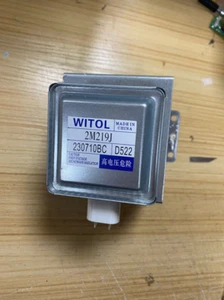 WITOL
MADE IN
CHINA
2M219J
230710BC D522
高电压危险